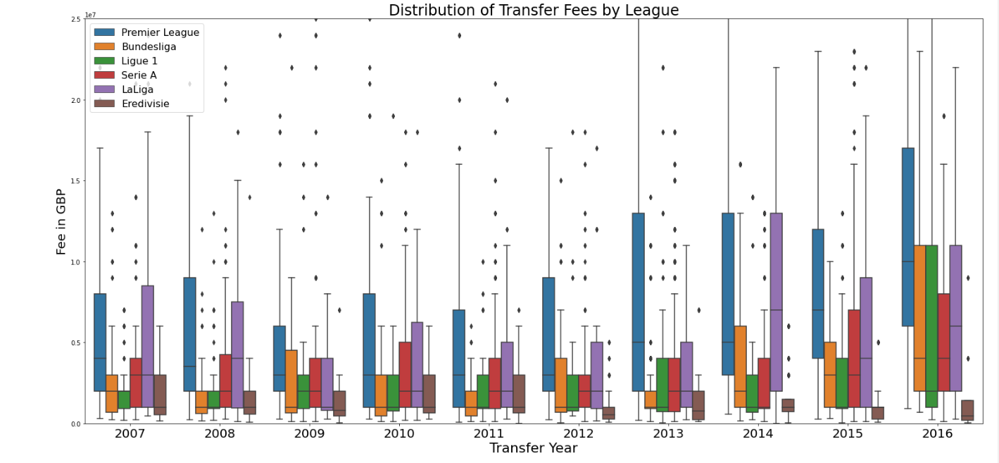 Distribution of Transfer Fees by League
1e7
2.5
2.0
1.5
1.0
0.5
0.0
Fee in GBP
Premier League
Bundesliga
Ligue 1
Serie A
LaLiga
Eredivisie
2007 2008 2009 2010 2011 2012 2013 2014 2015 2016
Transfer Year